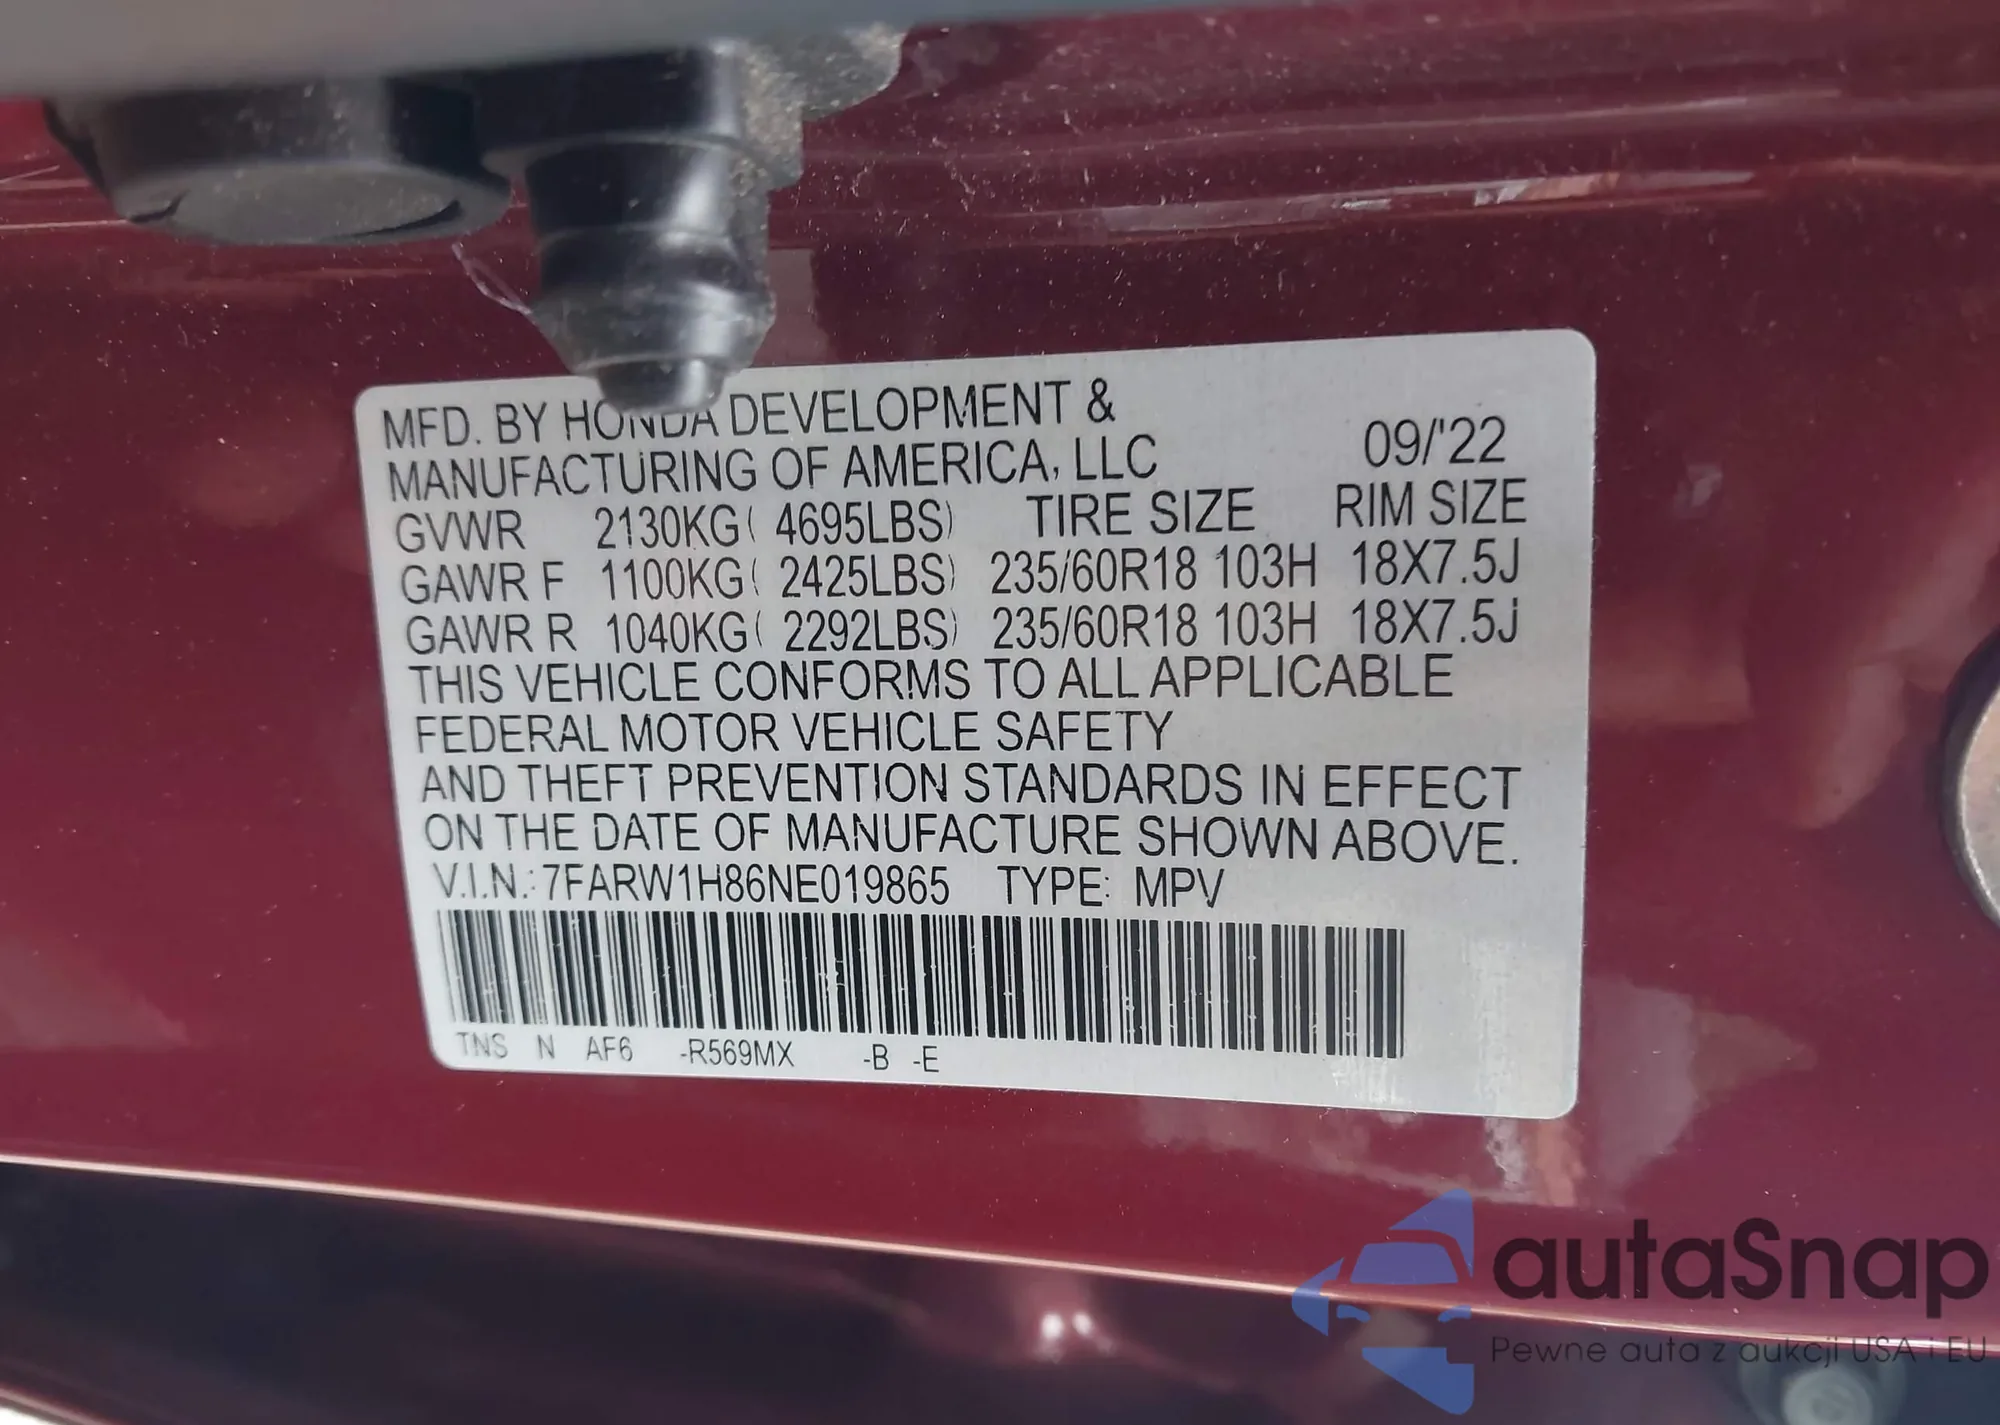 MFD. BY HONDA DEVELOPMENT &
MANUFACTURING OF AMERICA, LLC 09/'22
GVWR 2130KG( 4695LBS) TIRE SIZE RIM SIZE
GAWR F 1100KG( 2425LBS) 235/60R18 103H 18X7.5J
GAWR R 1040KG( 2292LBS) 235/60R18 103H 18X7.5J
THIS VEHICLE CONFORMS TO ALL APPLICABLE
FEDERAL MOTOR VEHICLE SAFETY
AND THEFT PREVENTION STANDARDS IN EFFECT
ON THE DATE OF MANUFACTURE SHOWN ABOVE.
V.I.N.: 7FARW1H86NE019865 TYPE: MPV
TNS N AF6 -R569MX -B -E
autaSnap
Pewne auta z aukcji USA i EU